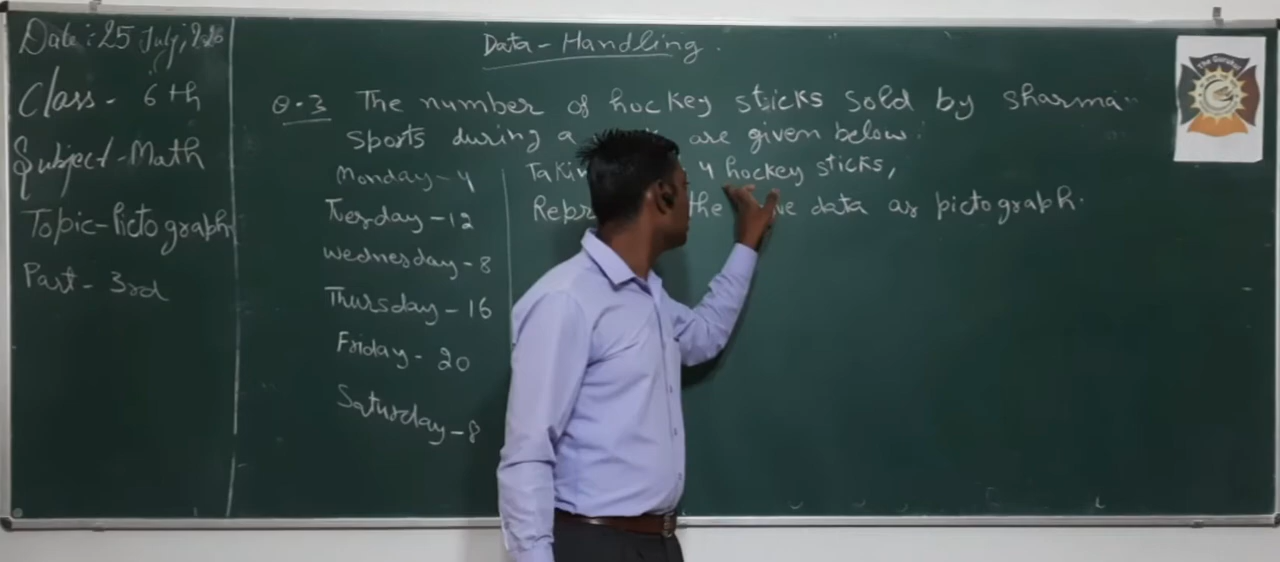 Date: 25 July, 2020
Class - 6th
Subject - Math
Topic - Pictograph
Part - 3rd
Data - Handling.
Q.3 The number of hockey sticks sold by sharma
sports during a are given below:
Monday - 4
Tuesday - 12
Wednesday - 8
Thursday - 16
Friday - 20
Saturday - 8
4 hockey sticks,
the data as pictograph.